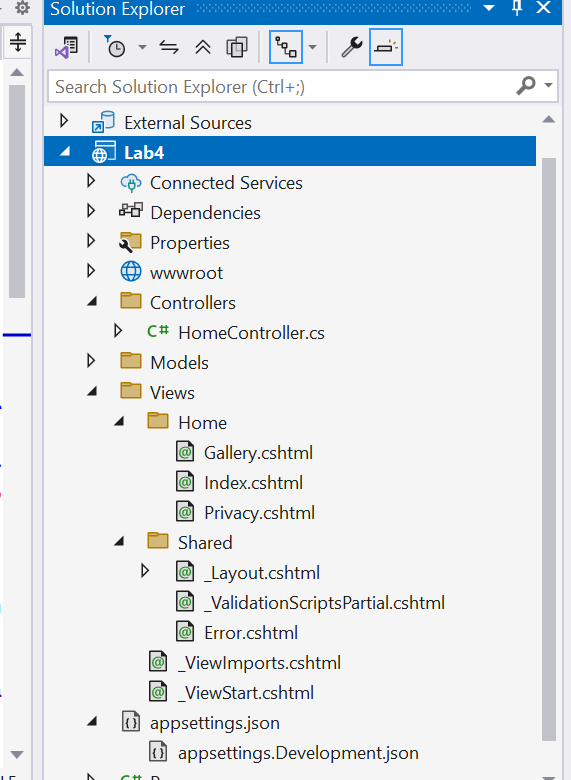 Solution Explorer
Search Solution Explorer (Ctrl+;)
External Sources
Lab4
Connected Services
Dependencies
Properties
wwwroot
Controllers
C# HomeController.cs
Models
Views
Home
@ Gallery.cshtml
@ Index.cshtml
@ Privacy.cshtml
Shared
@ _Layout.cshtml
@ _ValidationScriptsPartial.cshtml
@ Error.cshtml
@ _ViewImports.cshtml
@ _ViewStart.cshtml
{} appsettings.json
{} appsettings.Development.json